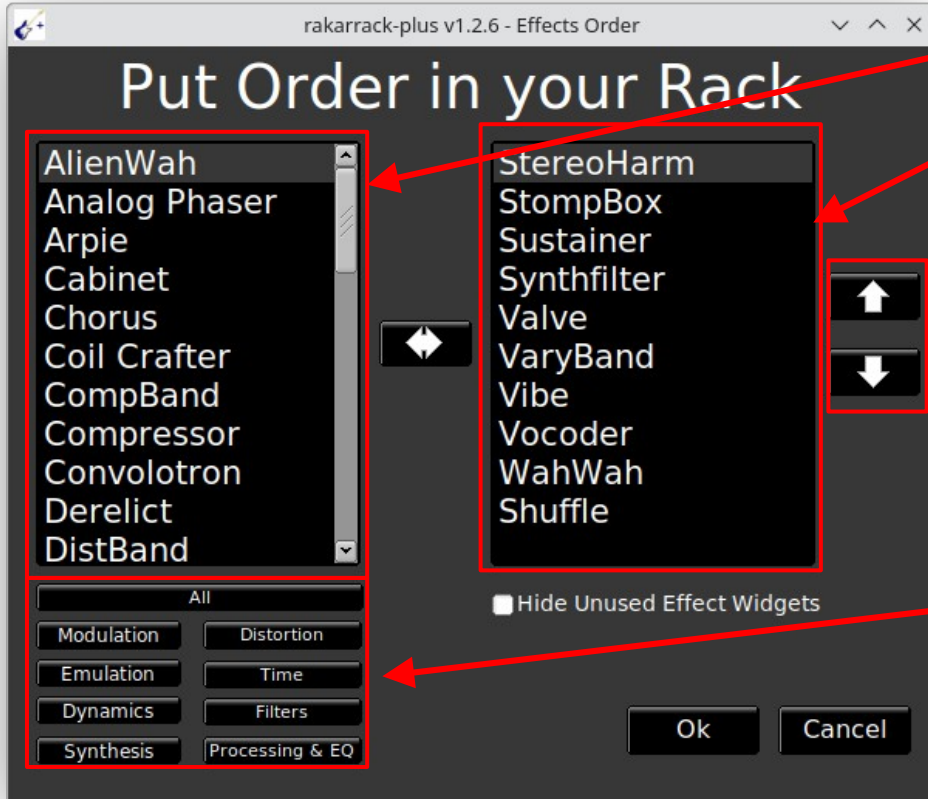 rakarrack-plus v1.2.6 - Effects Order
Put Order in your Rack
AlienWah
Analog Phaser
Arpie
Cabinet
Chorus
Coil Crafter
CompBand
Compressor
Convolotron
Derelict
DistBand
StereoHarm
StompBox
Sustainer
Synthfilter
Valve
VaryBand
Vibe
Vocoder
WahWah
Shuffle
All
Modulation
Distortion
Emulation
Time
Dynamics
Filters
Synthesis
Processing & EQ
Hide Unused Effect Widgets
Ok
Cancel